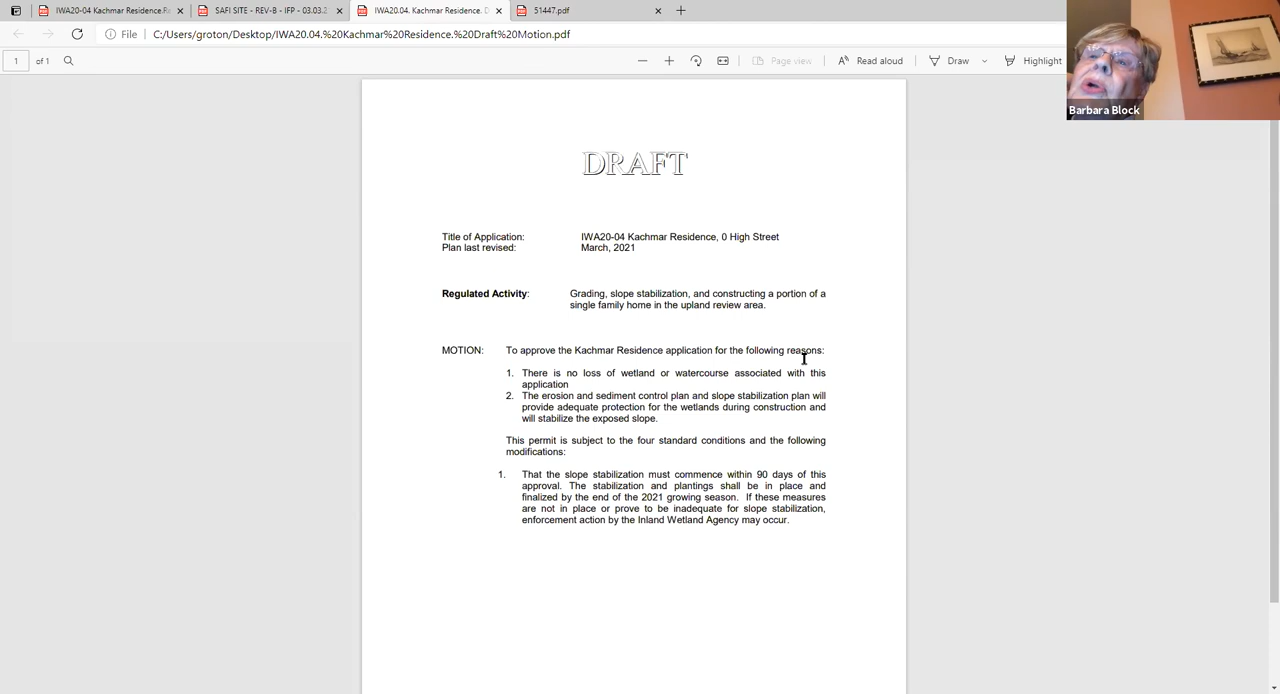 IWA20-04 Kachmar Residence.Re
SAFI SITE - REV-B - IFP - 03.03.2
IWA20.04. Kachmar Residence. D
51447.pdf
File
C:/Users/groton/Desktop/IWA20.04.%20Kachmar%20Residence.%20Draft%20Motion.pdf
1 of 1
Page view
Read aloud
Draw
Highlight
Barbara Block
DRAFT
Title of Application: IWA20-04 Kachmar Residence, 0 High Street
Plan last revised: March, 2021
Regulated Activity: Grading, slope stabilization, and constructing a portion of a
single family home in the upland review area.
MOTION: To approve the Kachmar Residence application for the following reasons:
1. There is no loss of wetland or watercourse associated with this
application
2. The erosion and sediment control plan and slope stabilization plan will
provide adequate protection for the wetlands during construction and
will stabilize the exposed slope.
This permit is subject to the four standard conditions and the following
modifications:
1. That the slope stabilization must commence within 90 days of this
approval. The stabilization and plantings shall be in place and
finalized by the end of the 2021 growing season. If these measures
are not in place or prove to be inadequate for slope stabilization,
enforcement action by the Inland Wetland Agency may occur.